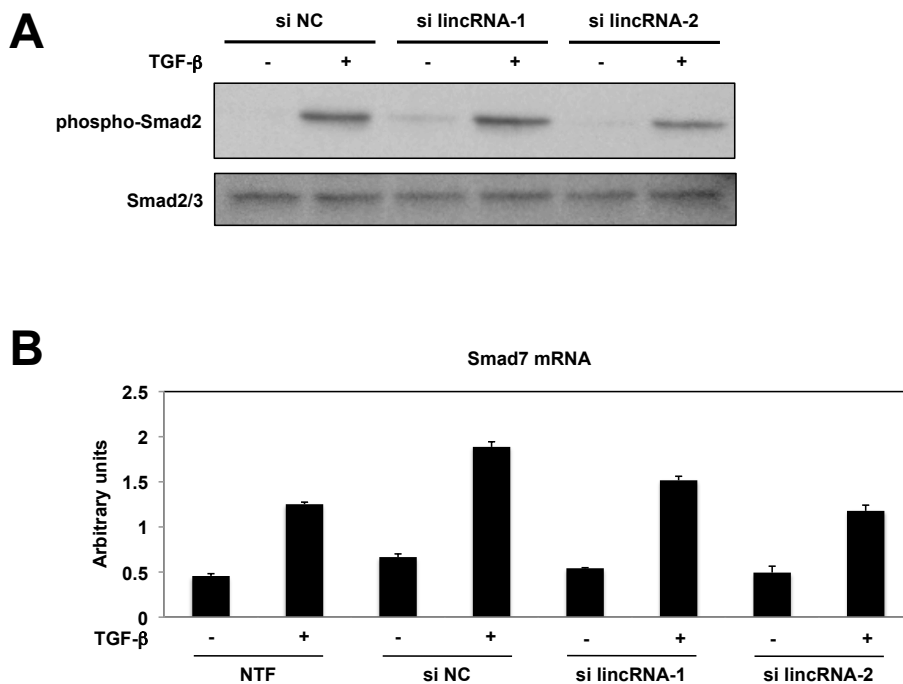 A
si NC si lincRNA-1 si lincRNA-2
TGF-β - + - + - +
phospho-Smad2
Smad2/3
B
Smad7 mRNA
Arbitrary units
2.5
2
1.5
1
0.5
0
TGF-β - + - + - + - +
NTF si NC si lincRNA-1 si lincRNA-2